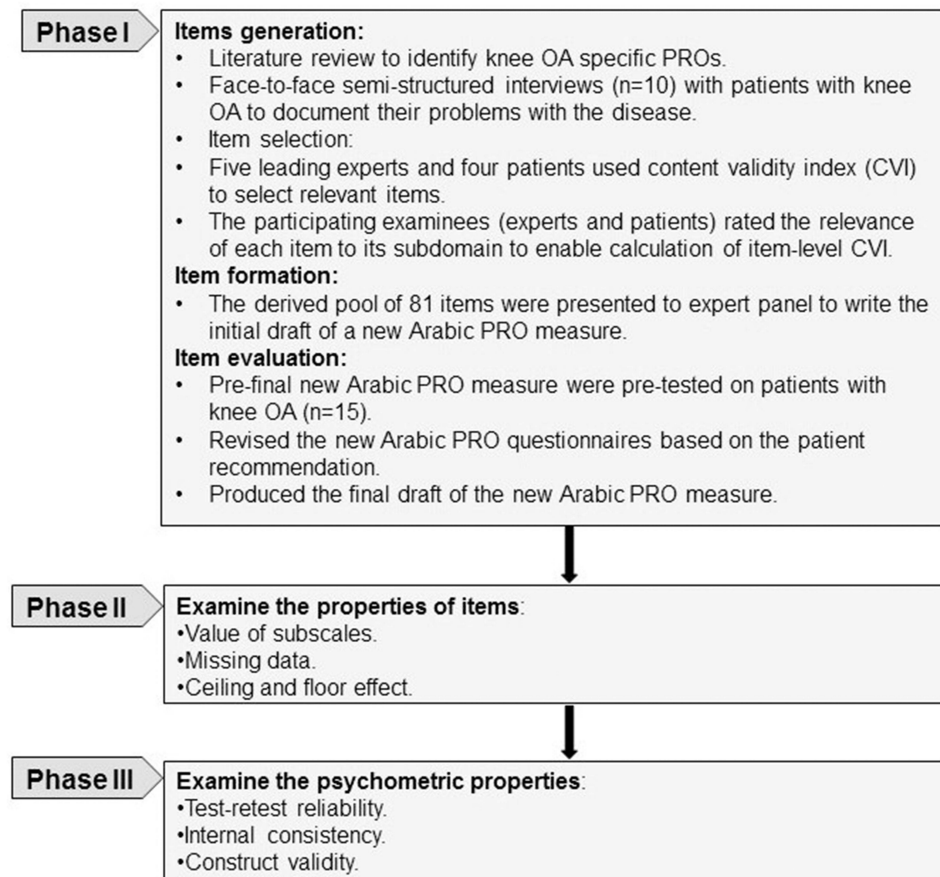 Phase I
Items generation:
• Literature review to identify knee OA specific PROs.
• Face-to-face semi-structured interviews (n=10) with patients with knee
OA to document their problems with the disease.
• Item selection:
• Five leading experts and four patients used content validity index (CVI)
to select relevant items.
• The participating examinees (experts and patients) rated the relevance
of each item to its subdomain to enable calculation of item-level CVI.
Item formation:
• The derived pool of 81 items were presented to expert panel to write the
initial draft of a new Arabic PRO measure.
Item evaluation:
• Pre-final new Arabic PRO measure were pre-tested on patients with
knee OA (n=15).
• Revised the new Arabic PRO questionnaires based on the patient
recommendation.
• Produced the final draft of the new Arabic PRO measure.
Phase II
Examine the properties of items:
•Value of subscales.
•Missing data.
•Ceiling and floor effect.
Phase III
Examine the psychometric properties:
•Test-retest reliability.
•Internal consistency.
•Construct validity.